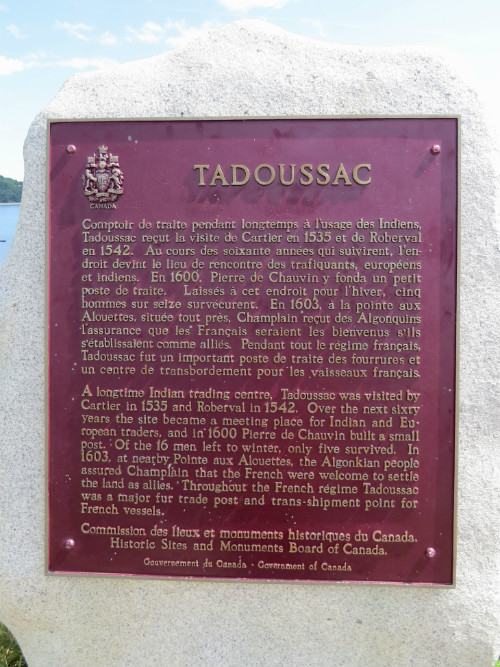 CANADA
TADOUSSAC
Comptoir de traite pendant longtemps à l'usage des Indiens,
Tadoussac reçut la visite de Cartier en 1535 et de Roberval
en 1542. Au cours des soixante années qui suivirent, l'en-
droit devint le lieu de rencontre des trafiquants, européens
et indiens. En 1600, Pierre de Chauvin y fonda un petit
poste de traite. Laissés à cet endroit pour l'hiver, cinq
hommes sur seize survécurent. En 1603, à la pointe aux
Alouettes, située tout près, Champlain reçut des Algonquins
l'assurance que les Français seraient les bienvenus s'ils
s'établissaient comme alliés. Pendant tout le régime français,
Tadoussac fut un important poste de traite des fourrures et
un centre de transbordement pour les vaisseaux français.
A longtime Indian trading centre, Tadoussac was visited by
Cartier in 1535 and Roberval in 1542. Over the next sixty
years the site became a meeting place for Indian and Eu-
ropean traders, and in 1600 Pierre de Chauvin built a small
post. Of the 16 men left to winter, only five survived. In
1603, at nearby Pointe aux Alouettes, the Algonkian people
assured Champlain that the French were welcome to settle
the land as allies. Throughout the French régime Tadoussac
was a major fur trade post and trans-shipment point for
French vessels.
Commission des lieux et monuments historiques du Canada.
Historic Sites and Monuments Board of Canada.
Gouvernement du Canada - Government of Canada